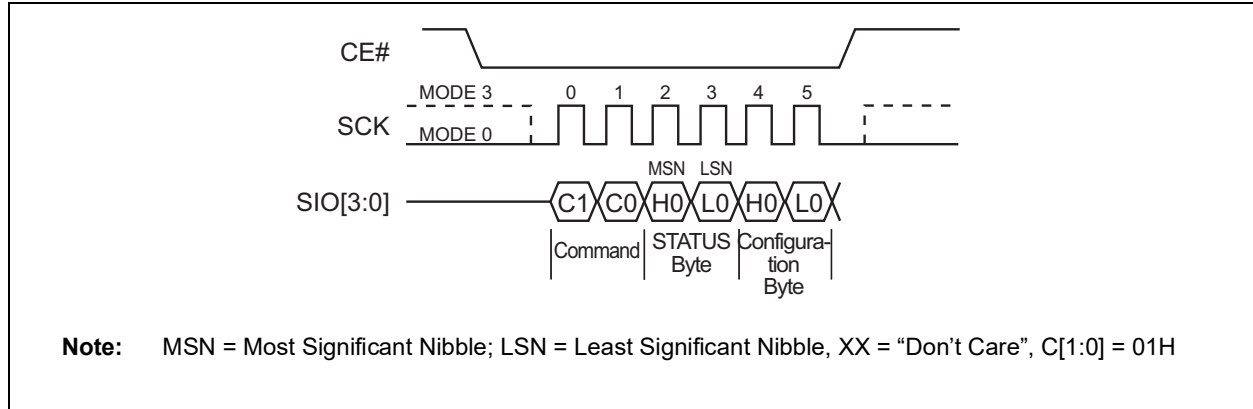 CE#
MODE 3
0 1 2 3 4 5
SCK
MODE 0
MSN LSN
SIO[3:0]
C1 C0 H0 L0 H0 L0
Command
STATUS
Byte
Configura-
tion
Byte
Note: MSN = Most Significant Nibble; LSN = Least Significant Nibble, XX = “Don’t Care”, C[1:0] = 01H